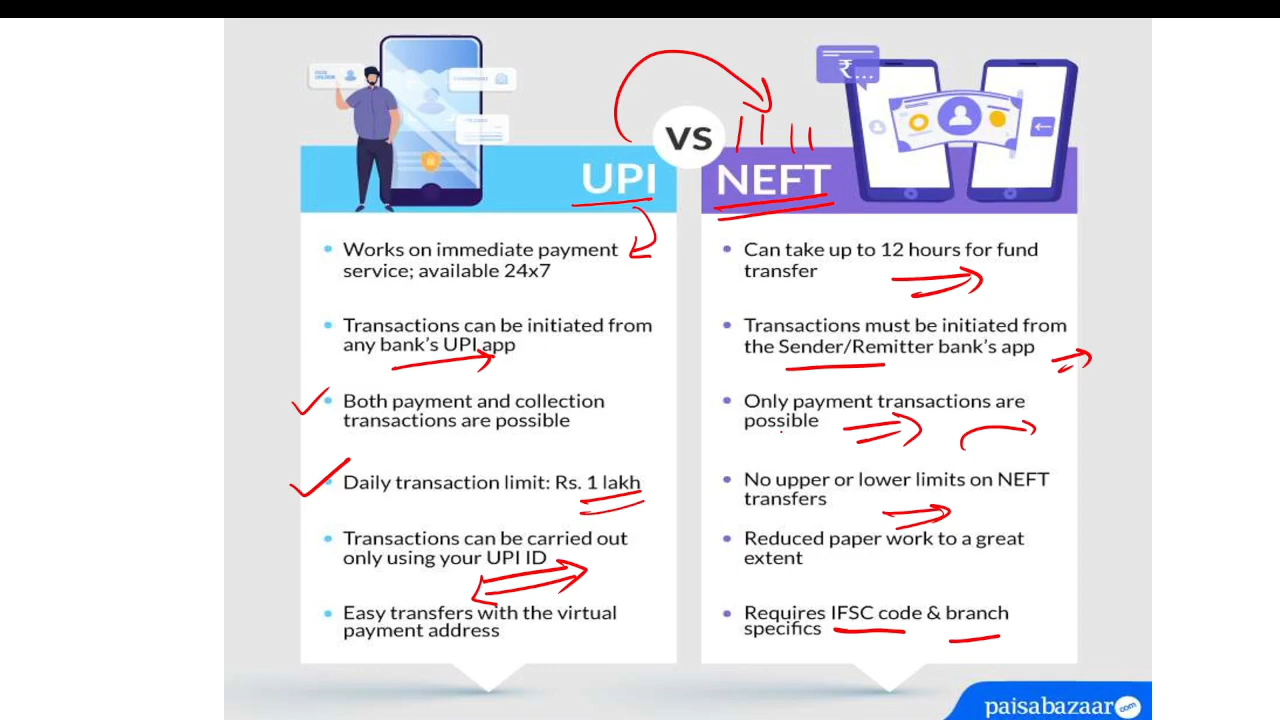 VS
UPI
Works on immediate payment
service; available 24x7
Transactions can be initiated from
any bank's UPI app
Both payment and collection
transactions are possible
Daily transaction limit: Rs. 1 lakh
Transactions can be carried out
only using your UPI ID
Easy transfers with the virtual
payment address
₹...
NEFT
Can take up to 12 hours for fund
transfer
Transactions must be initiated from
the Sender/Remitter bank's app
Only payment transactions are
possible
No upper or lower limits on NEFT
transfers
Reduced paper work to a great
extent
Requires IFSC code & branch
specifics
paisabazaar.com